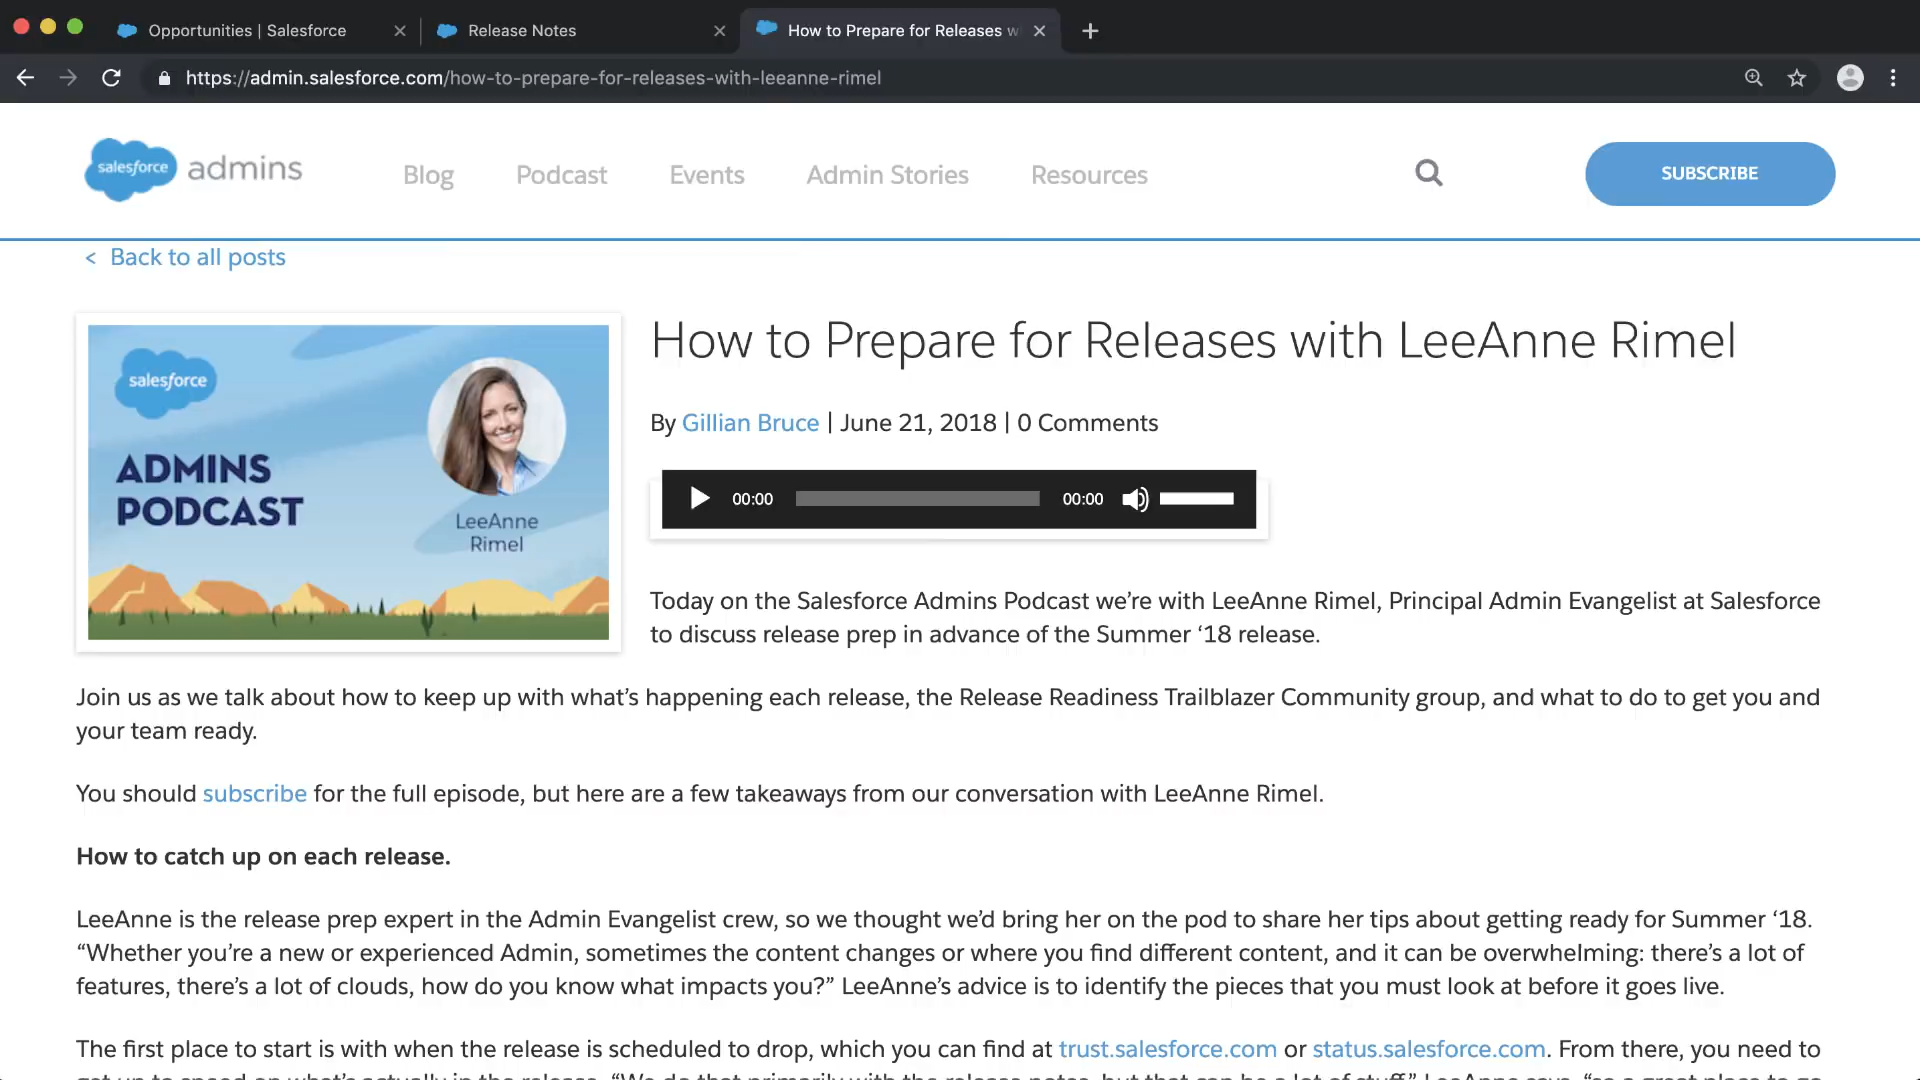 Opportunities | Salesforce
Release Notes
How to Prepare for Releases w
https://admin.salesforce.com/how-to-prepare-for-releases-with-leeanne-rimel
salesforce admins
Blog
Podcast
Events
Admin Stories
Resources
SUBSCRIBE
< Back to all posts
salesforce
ADMINS
PODCAST
LeeAnne
Rimel
How to Prepare for Releases with LeeAnne Rimel
By Gillian Bruce | June 21, 2018 | 0 Comments
00:00
00:00
Today on the Salesforce Admins Podcast we’re with LeeAnne Rimel, Principal Admin Evangelist at Salesforce
to discuss release prep in advance of the Summer ‘18 release.
Join us as we talk about how to keep up with what’s happening each release, the Release Readiness Trailblazer Community group, and what to do to get you and
your team ready.
You should subscribe for the full episode, but here are a few takeaways from our conversation with LeeAnne Rimel.
How to catch up on each release.
LeeAnne is the release prep expert in the Admin Evangelist crew, so we thought we’d bring her on the pod to share her tips about getting ready for Summer ‘18.
“Whether you’re a new or experienced Admin, sometimes the content changes or where you find different content, and it can be overwhelming: there’s a lot of
features, there’s a lot of clouds, how do you know what impacts you?” LeeAnne’s advice is to identify the pieces that you must look at before it goes live.
The first place to start is with when the release is scheduled to drop, which you can find at trust.salesforce.com or status.salesforce.com. From there, you need to